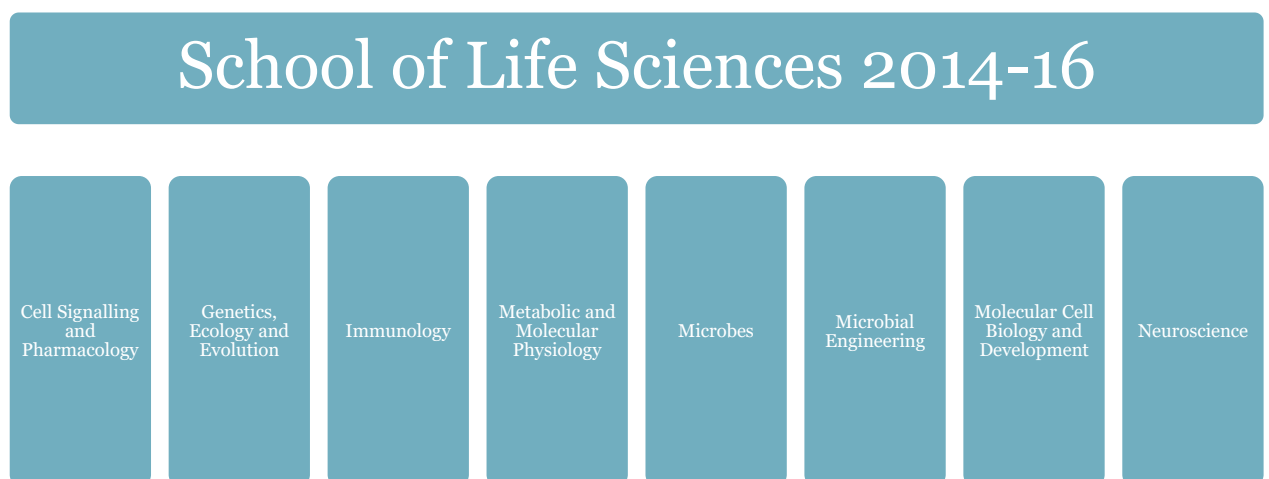 School of Life Sciences 2014-16
Cell Signalling
and
Pharmacology
Genetics,
Ecology and
Evolution
Immunology
Metabolic and
Molecular
Physiology
Microbes
Microbial
Engineering
Molecular Cell
Biology and
Development
Neuroscience